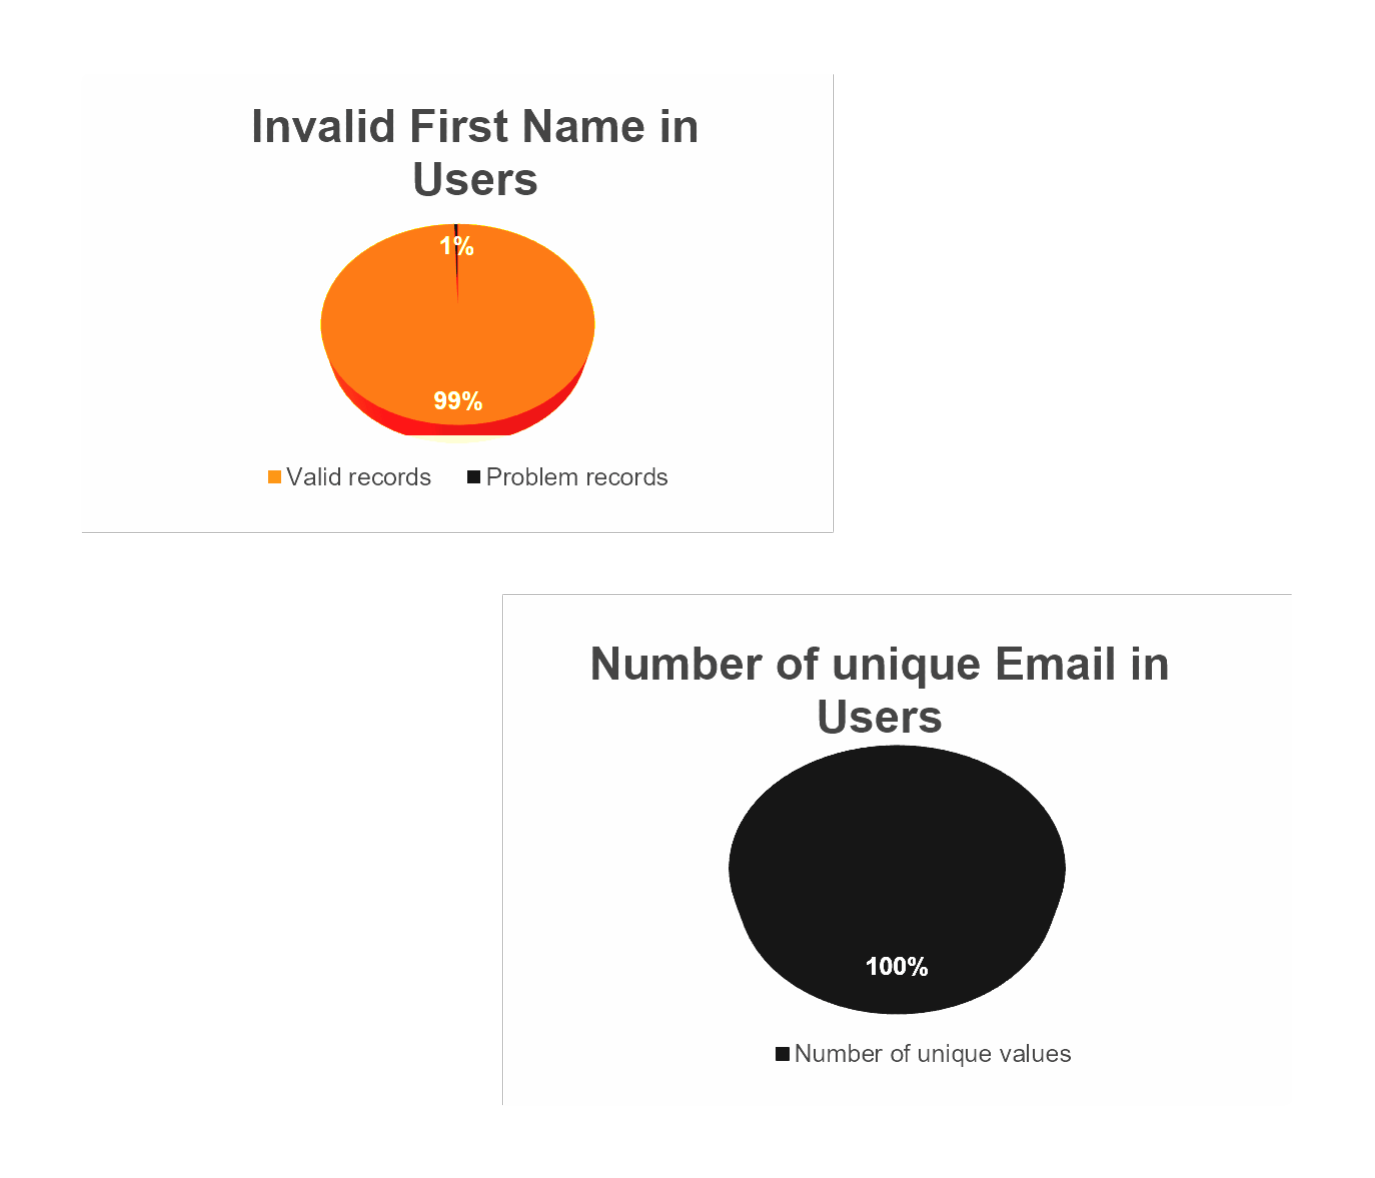 Invalid First Name in
Users
1%
99%
Valid records
Problem records
Number of unique Email in
Users
100%
Number of unique values